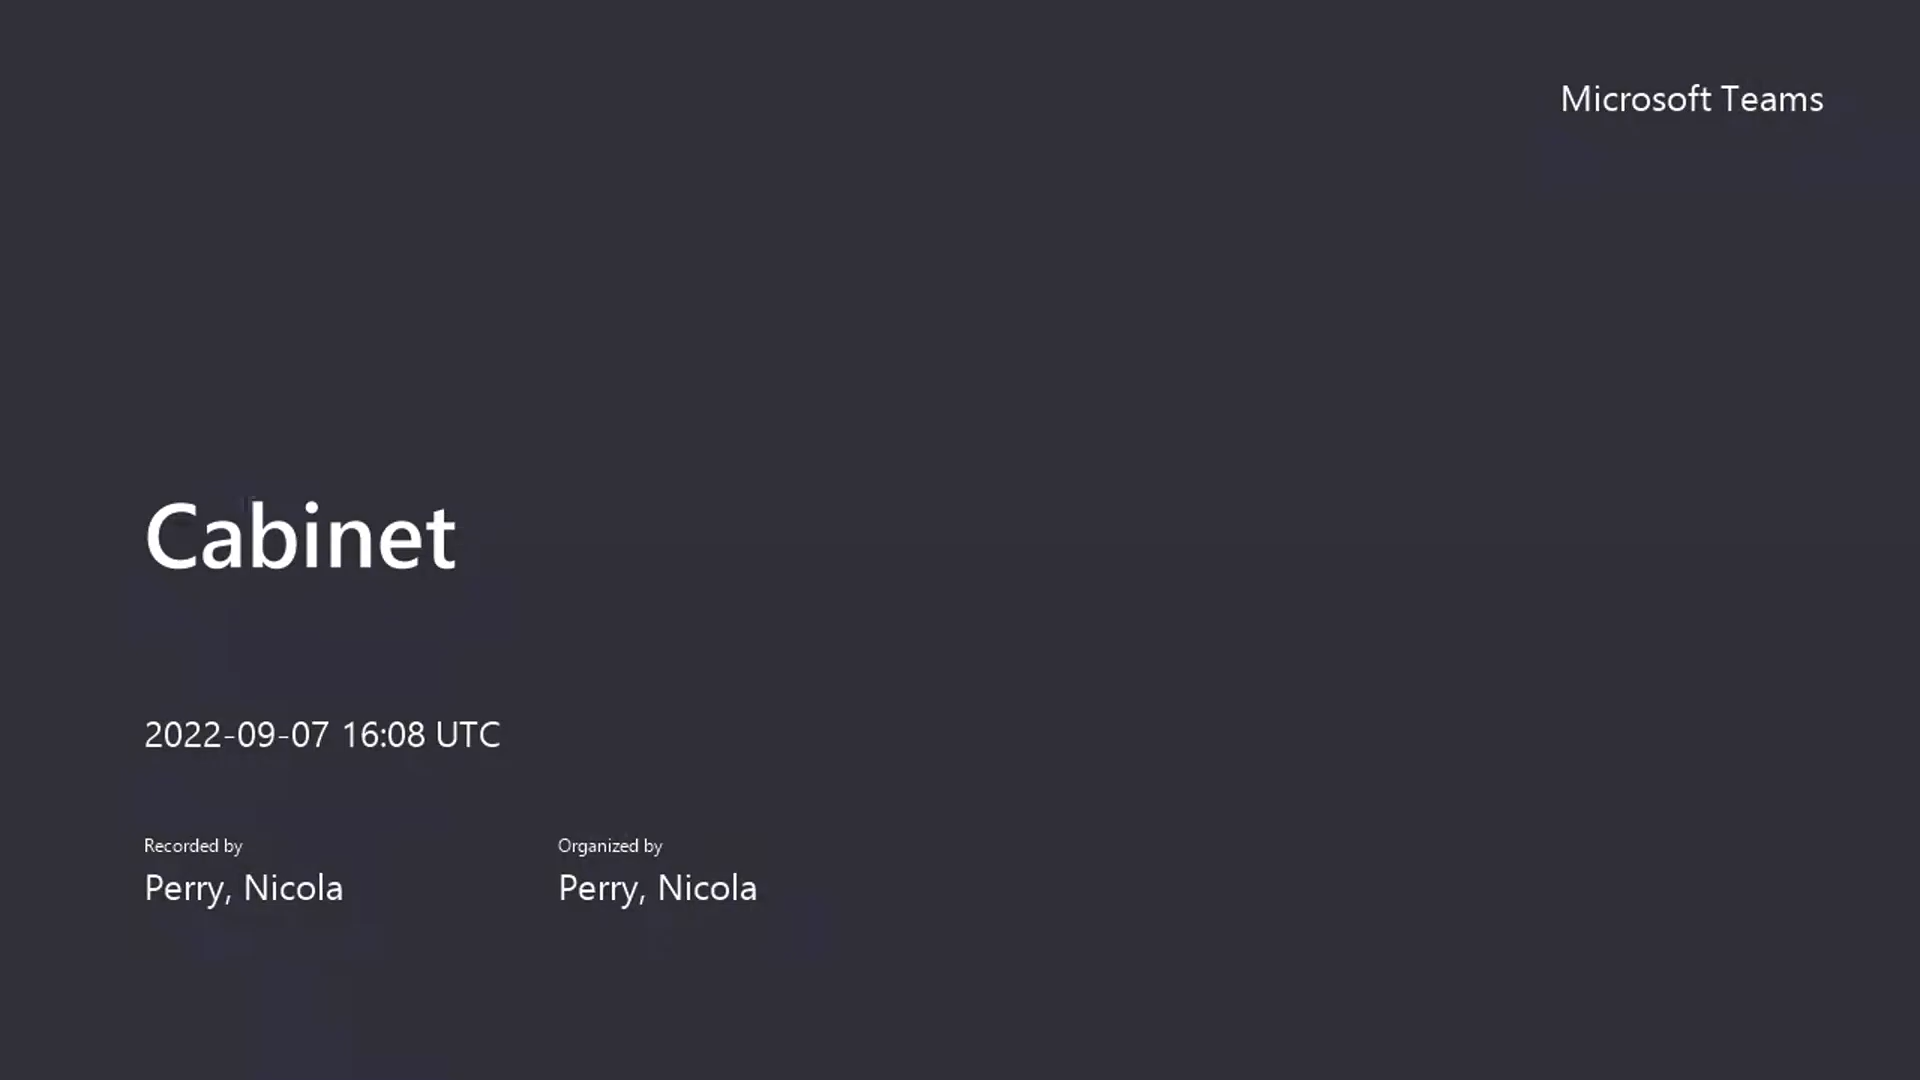 Microsoft Teams
Cabinet
2022-09-07 16:08 UTC
Recorded by
Perry, Nicola
Organized by
Perry, Nicola